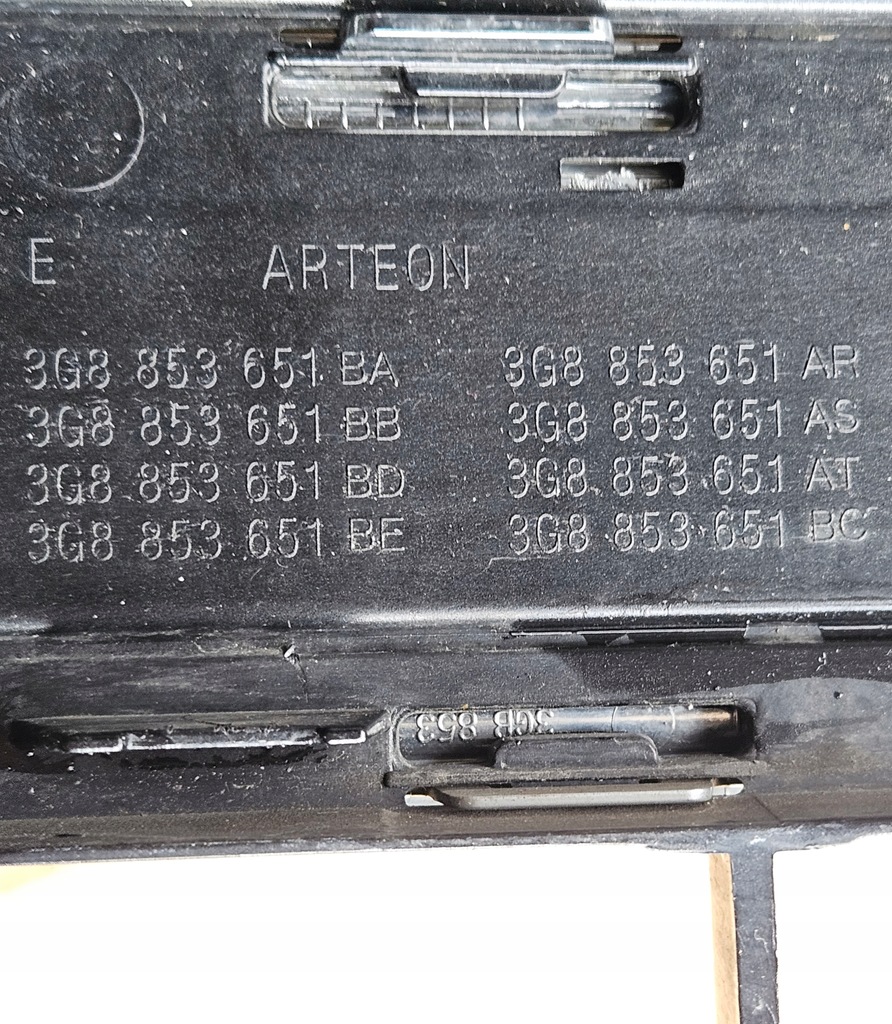 E ARTEON
3G8 853 651 BA 3G8 853 651 AR
3G8 853 651 BB 3G8 853 651 AS
3G8 853 651 BD 3G8 853 651 AT
3G8 853 651 BE 3G8 853 651 BC
3G8 853